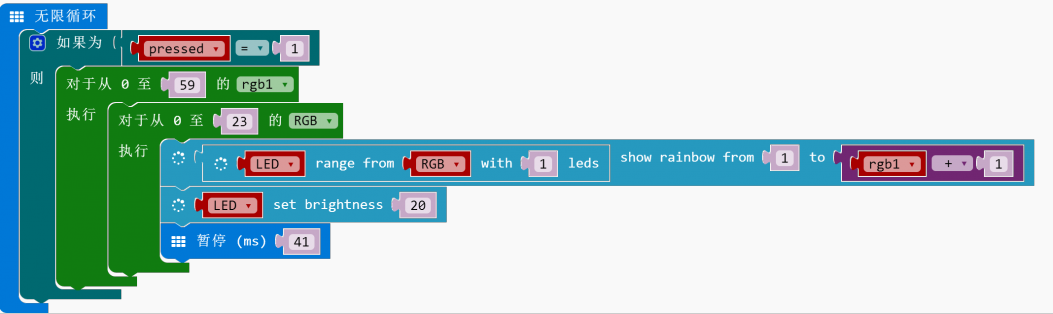 无限循环
如果为 pressed = 1
则
对于从 0 至 59 的 rgb1
执行
对于从 0 至 23 的 RGB
执行
LED range from RGB with 1 leds show rainbow from 1 to rgb1 + 1
LED set brightness 20
暂停 (ms) 41